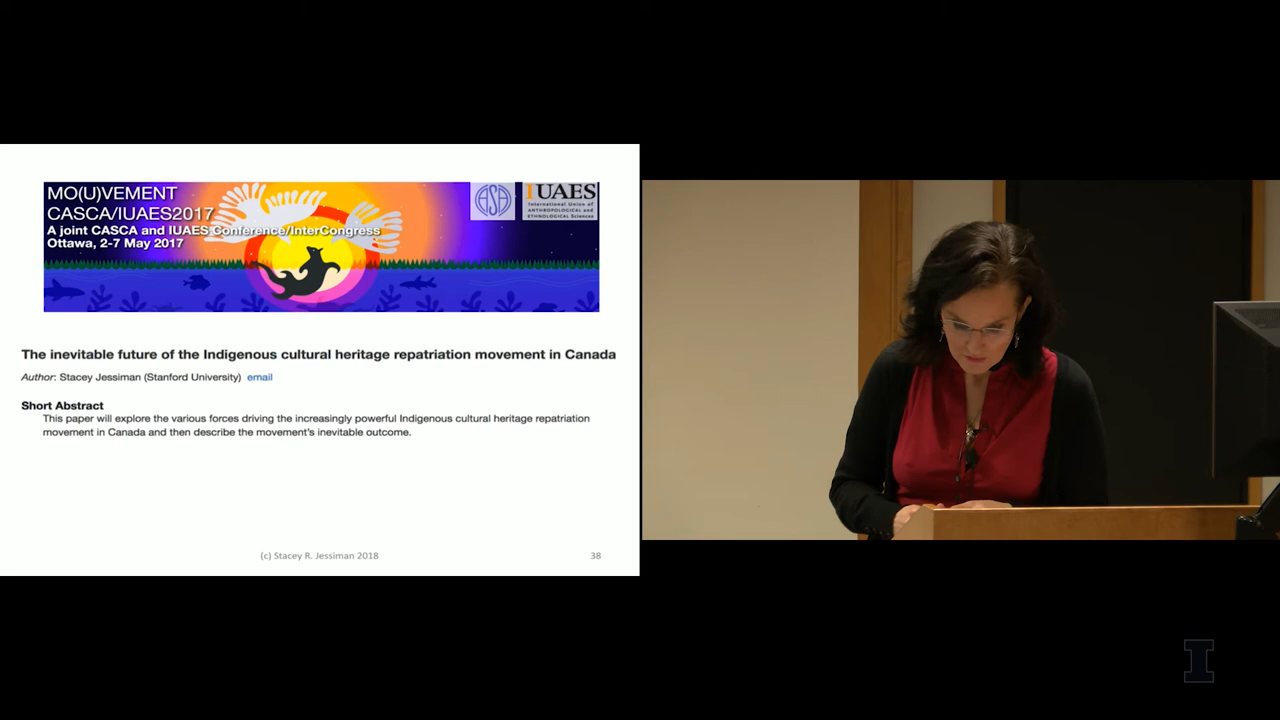 MO(U)VEMENT
CASCA/IUAES2017
A joint CASCA and IUAES Conference/InterCongress
Ottawa, 2-7 May 2017
IUAES
International Union of
ANTHROPOLOGICAL and
ETHNOLOGICAL Sciences
The inevitable future of the Indigenous cultural heritage repatriation movement in Canada
Author: Stacey Jessiman (Stanford University) email
Short Abstract
This paper will explore the various forces driving the increasingly powerful Indigenous cultural heritage repatriation
movement in Canada and then describe the movement's inevitable outcome.
(c) Stacey R. Jessiman 2018
38
I